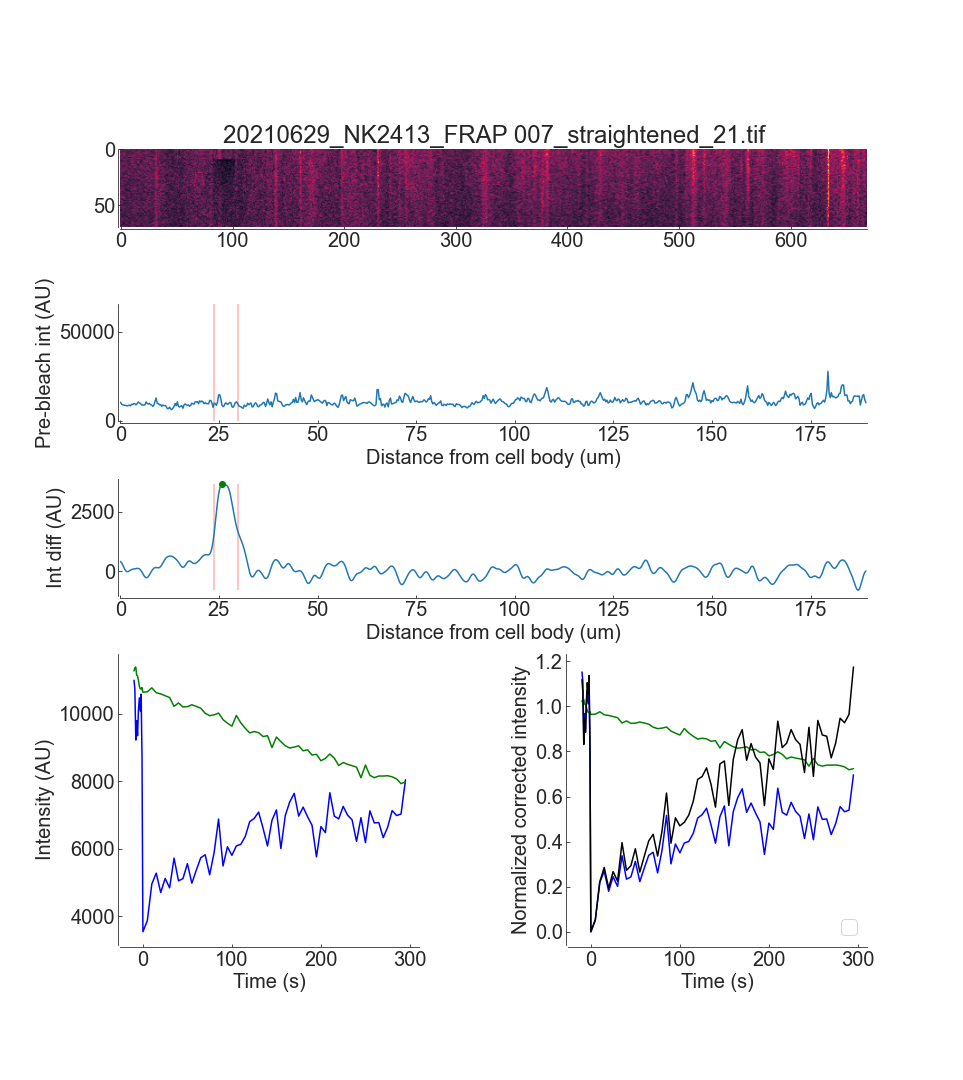 20210629_NK2413_FRAP 007_straightened_21.tif
0
50
0 100 200 300 400 500 600
Pre-bleach int (AU)
50000
0
0 25 50 75 100 125 150 175
Distance from cell body (um)
Int diff (AU)
2500
0
0 25 50 75 100 125 150 175
Distance from cell body (um)
Intensity (AU)
10000
8000
6000
4000
0 100 200 300
Time (s)
Normalized corrected intensity
1.2
1.0
0.8
0.6
0.4
0.2
0.0
0 100 200 300
Time (s)